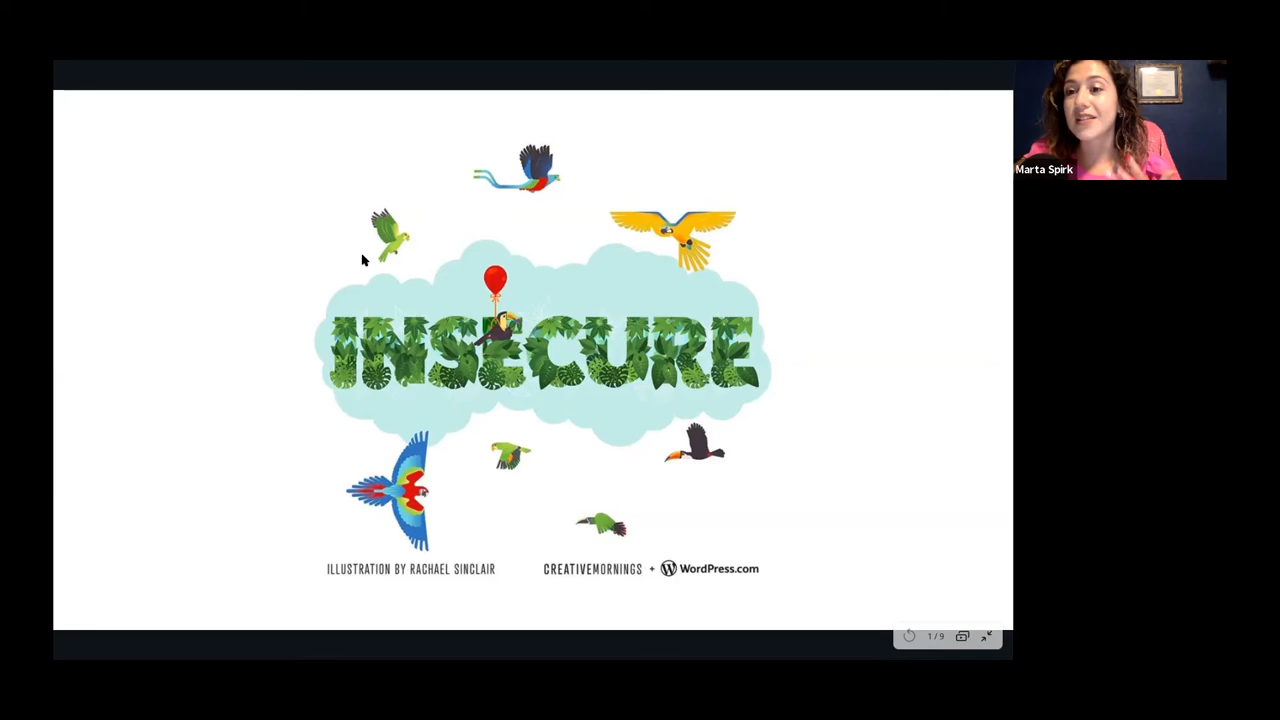 Marta Spirk
INSECURE
ILLUSTRATION BY RACHAEL SINCLAIR
CREATIVEMORNINGS + WordPress.com
1/9